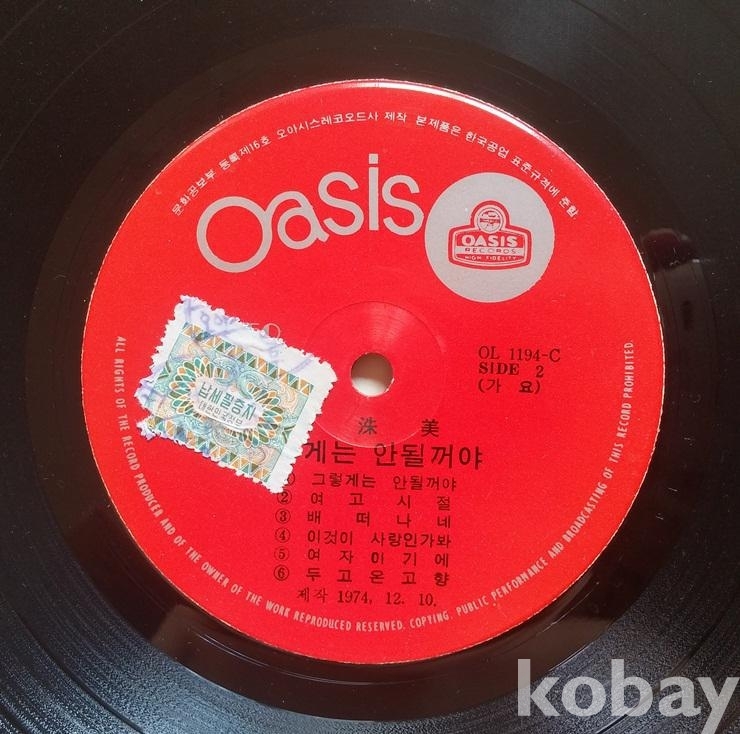 문화공보부 등록제16호 오아시스레코오드사 제작 본제품은 한국공업 표준규격에 준함
Oasis
OASIS
RECORDS
HIGH FIDELITY
OL 1194-C
SIDE 2
(가 요)
납세필증지
대한민국정부
洙 美
게는 안될꺼야
그렇게는 안될꺼야
② 여 고 시 절
③ 배 떠 나 네
④ 이것이 사랑인가봐
⑤ 여 자 이 기 에
⑥ 두 고 온 고 향
제작 1974, 12. 10.
ALL RIGHTS OF THE RECORD PRODUCER AND OF THE OWNER OF THE WORK REPRODUCED RESERVED. COPYING, PUBLIC PERFORMANCE AND BROADCASTING OF THIS RECORD PROHIBITED.
kobay